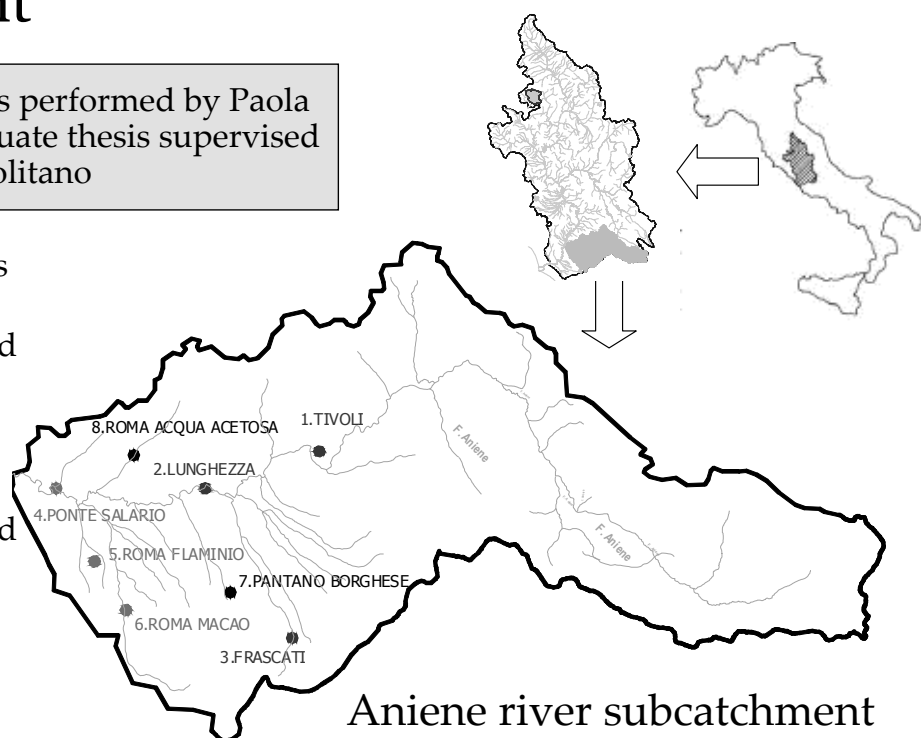 nt
s performed by Paola
uate thesis supervised
olitano
s
d
d
1.TIVOLI
8.ROMA ACQUA ACETOSA
2.LUNGHEZZA
F. Aniene
4.PONTE SALARIO
F. Aniene
5.ROMA FLAMINIO
7.PANTANO BORGHESE
6.ROMA MACAO
3.FRASCATI
Aniene river subcatchment